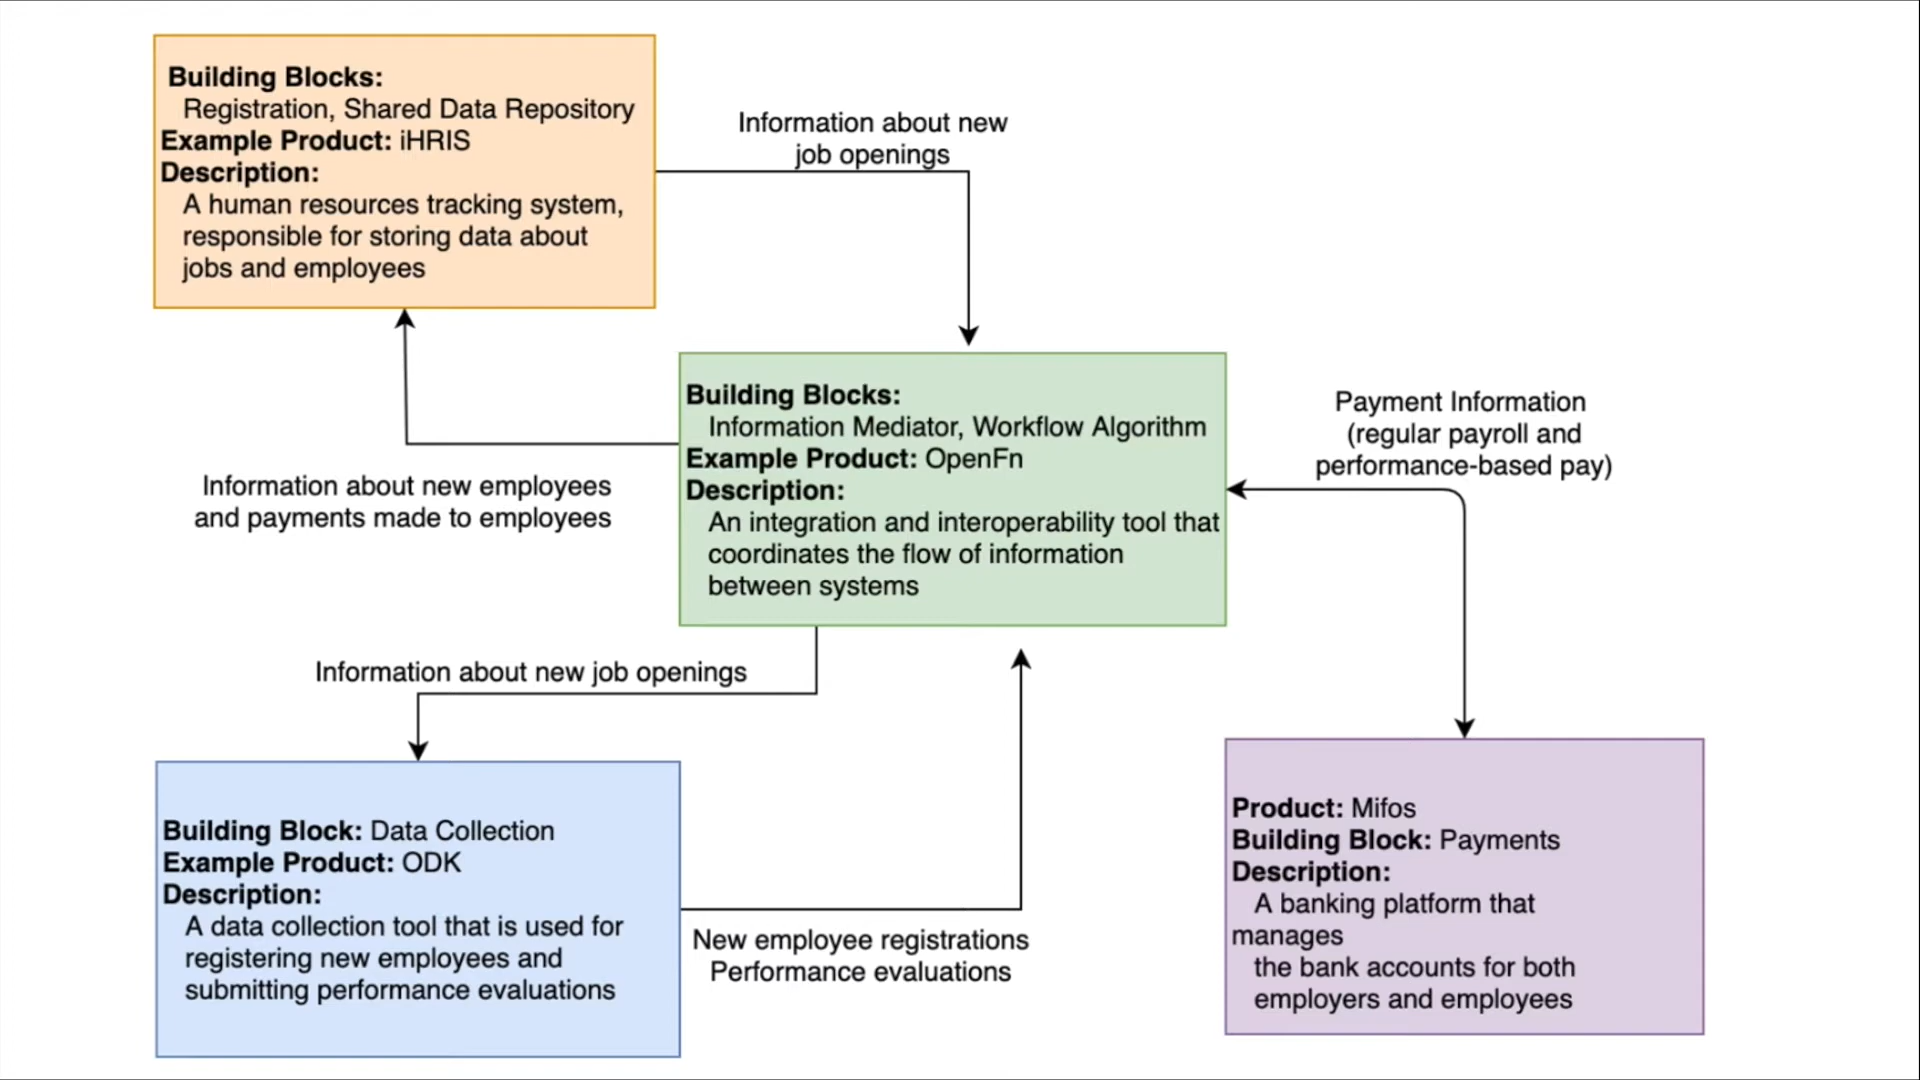 Building Blocks:
Registration, Shared Data Repository
Example Product: iHRIS
Description:
A human resources tracking system,
responsible for storing data about
jobs and employees
Information about new
job openings
Building Blocks:
Information Mediator, Workflow Algorithm
Example Product: OpenFn
Description:
An integration and interoperability tool that
coordinates the flow of information
between systems
Payment Information
(regular payroll and
performance-based pay)
Information about new employees
and payments made to employees
Information about new job openings
Building Block: Data Collection
Example Product: ODK
Description:
A data collection tool that is used for
registering new employees and
submitting performance evaluations
New employee registrations
Performance evaluations
Product: Mifos
Building Block: Payments
Description:
A banking platform that
manages
the bank accounts for both
employers and employees